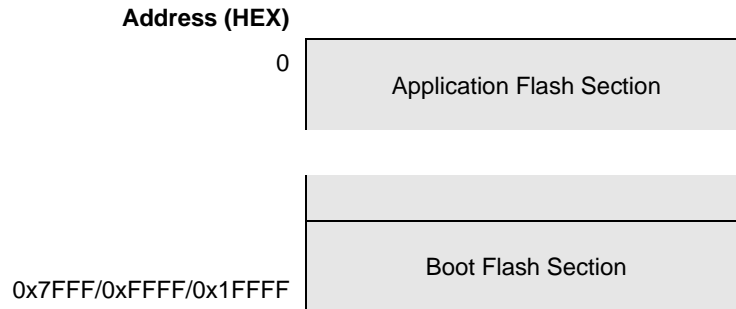 Address (HEX)
0
Application Flash Section
Boot Flash Section
0x7FFF/0xFFFF/0x1FFFF